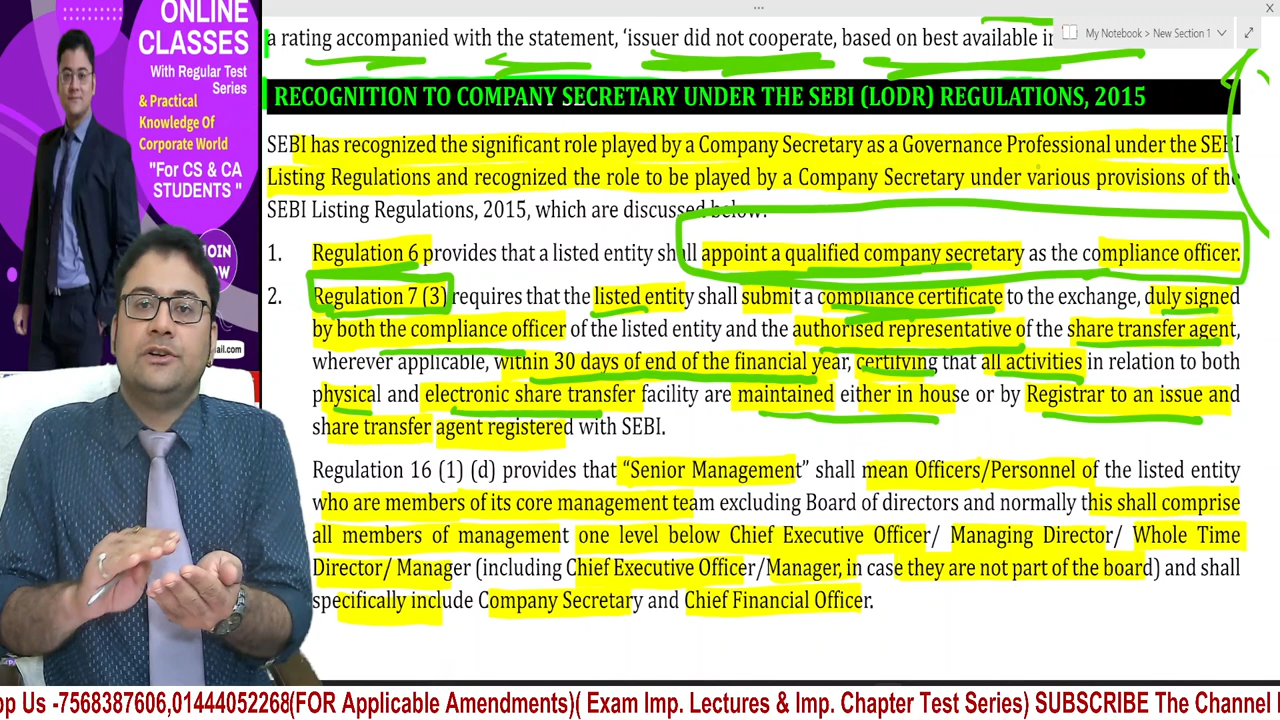 ONLINE
CLASSES
With Regular Test
Series
& Practical
Knowledge Of
Corporate World
"For CS & CA
STUDENTS "
JOIN
NOW
ail.com
My Notebook > New Section 1
a rating accompanied with the statement, ‘issuer did not cooperate, based on best available in
RECOGNITION TO COMPANY SECRETARY UNDER THE SEBI (LODR) REGULATIONS, 2015
SEBI has recognized the significant role played by a Company Secretary as a Governance Professional under the SEBI
Listing Regulations and recognized the role to be played by a Company Secretary under various provisions of the
SEBI Listing Regulations, 2015, which are discussed below:
1. Regulation 6 provides that a listed entity shall appoint a qualified company secretary as the compliance officer.
2. Regulation 7 (3) requires that the listed entity shall submit a compliance certificate to the exchange, duly signed
by both the compliance officer of the listed entity and the authorised representative of the share transfer agent,
wherever applicable, within 30 days of end of the financial year, certifying that all activities in relation to both
physical and electronic share transfer facility are maintained either in house or by Registrar to an issue and
share transfer agent registered with SEBI.
Regulation 16 (1) (d) provides that “Senior Management” shall mean Officers/Personnel of the listed entity
who are members of its core management team excluding Board of directors and normally this shall comprise
all members of management one level below Chief Executive Officer/ Managing Director/ Whole Time
Director/ Manager (including Chief Executive Officer/Manager, in case they are not part of the board) and shall
specifically include Company Secretary and Chief Financial Officer.
pp Us -7568387606,01444052268(FOR Applicable Amendments)( Exam Imp. Lectures & Imp. Chapter Test Series) SUBSCRIBE The Channel